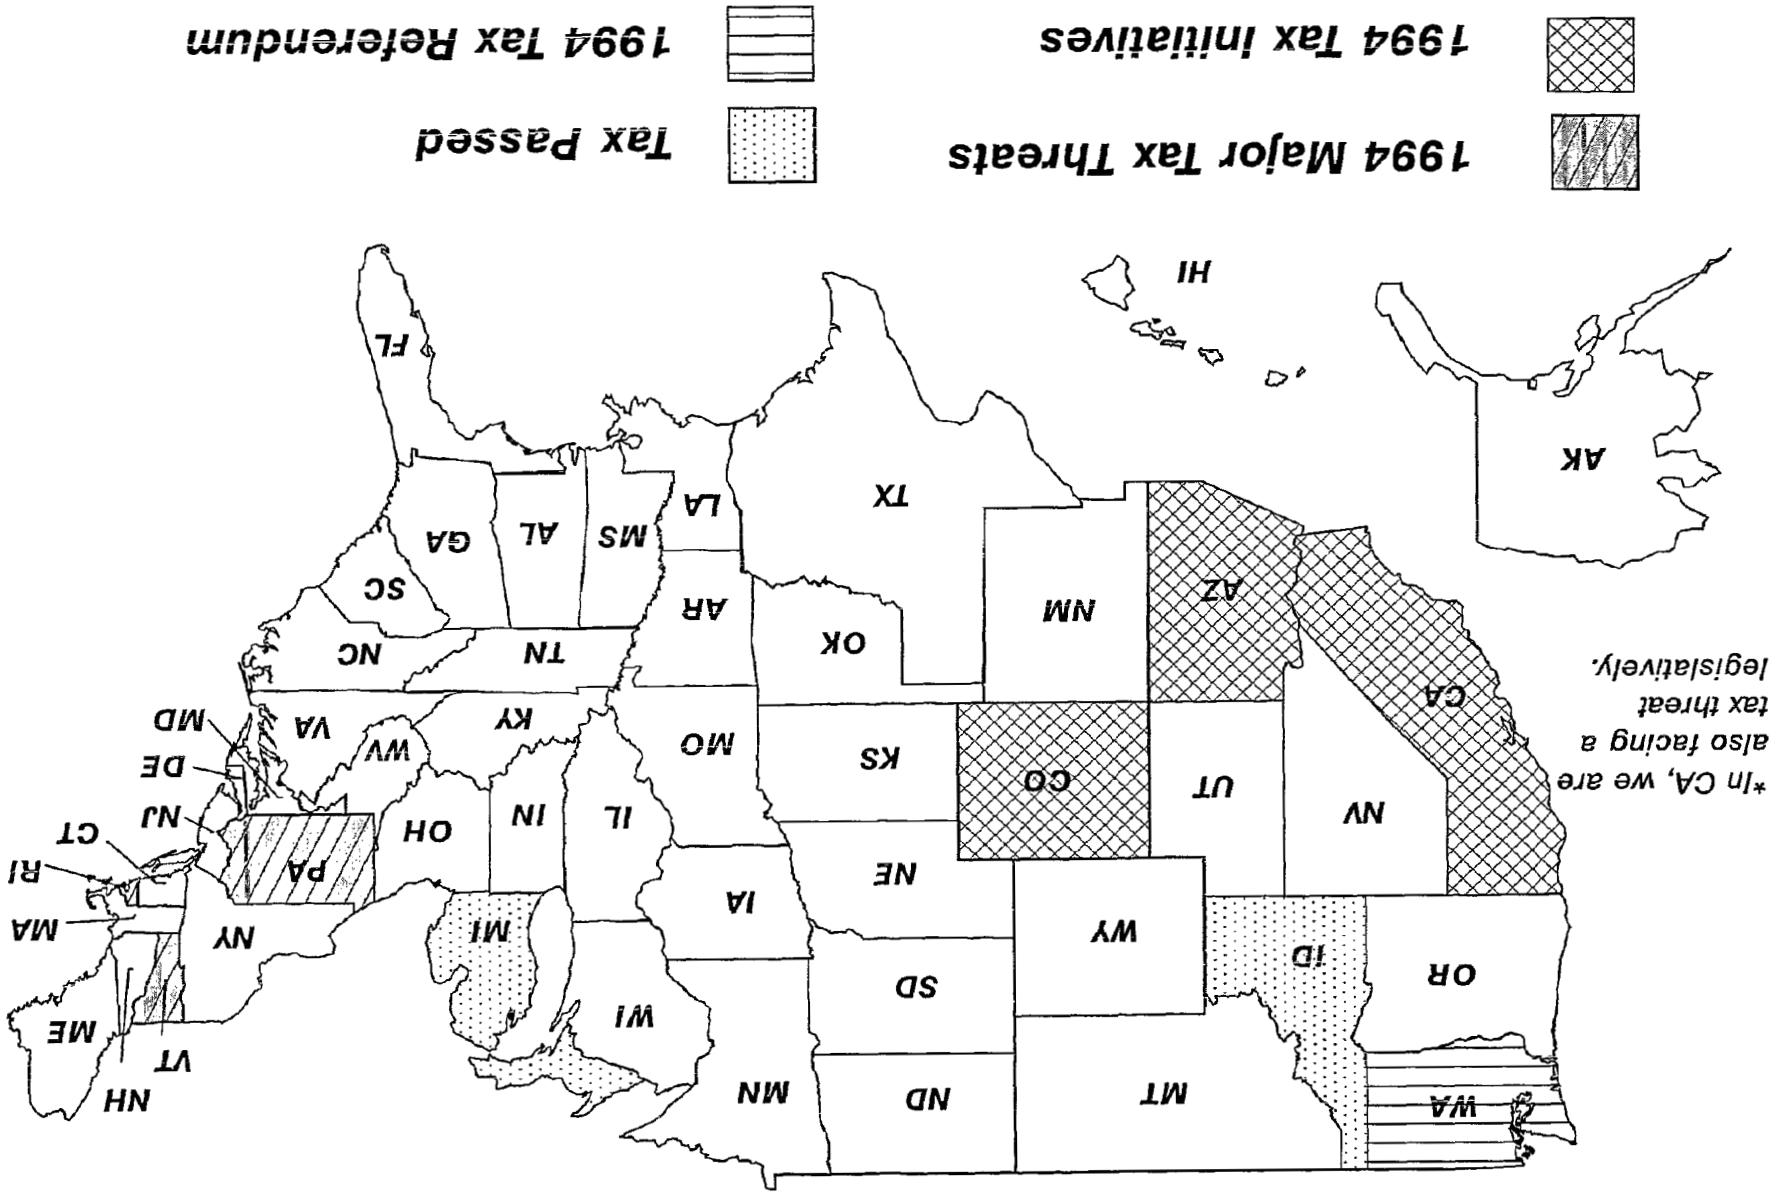 WA
MT
ND
MN
NH
VT
ME
OR
ID
WY
SD
WI
MI
NY
MA
RI
CT
NJ
DE
MD
*In CA, we are
also facing a
tax threat
legislatively.
NV
UT
CO
NE
IA
IL
IN
OH
PA
CA
KS
MO
KY
WV
VA
AZ
NM
OK
AR
TN
NC
SC
AK
TX
LA
MS
AL
GA
FL
HI
1994 Major Tax Threats
Tax Passed
1994 Tax Initiatives
1994 Tax Referendum